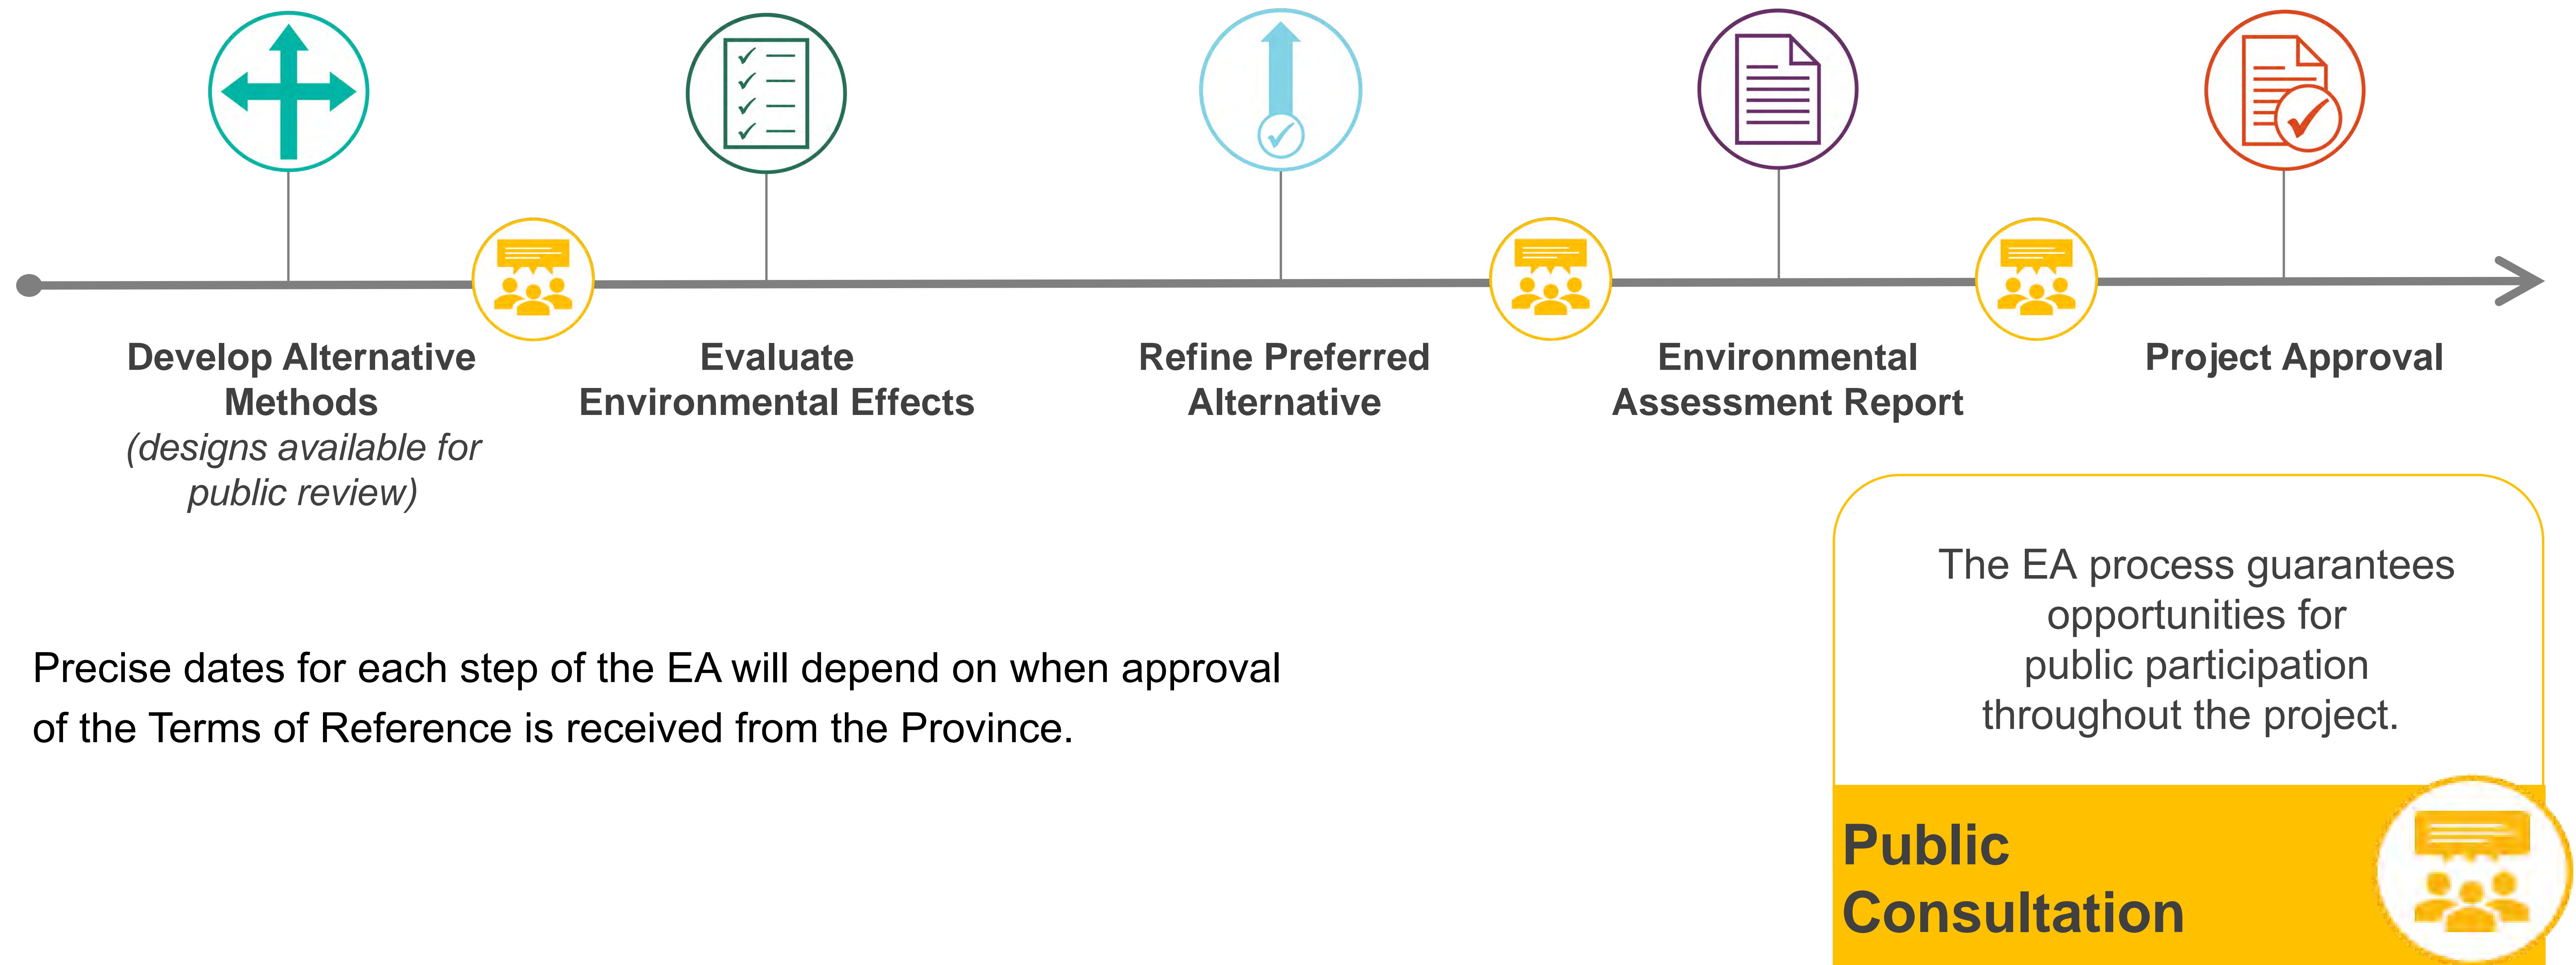 Develop Alternative
Methods
(designs available for
public review)
Evaluate
Environmental Effects
Refine Preferred
Alternative
Environmental
Assessment Report
Project Approval
Precise dates for each step of the EA will depend on when approval
of the Terms of Reference is received from the Province.
The EA process guarantees
opportunities for
public participation
throughout the project.
Public
Consultation